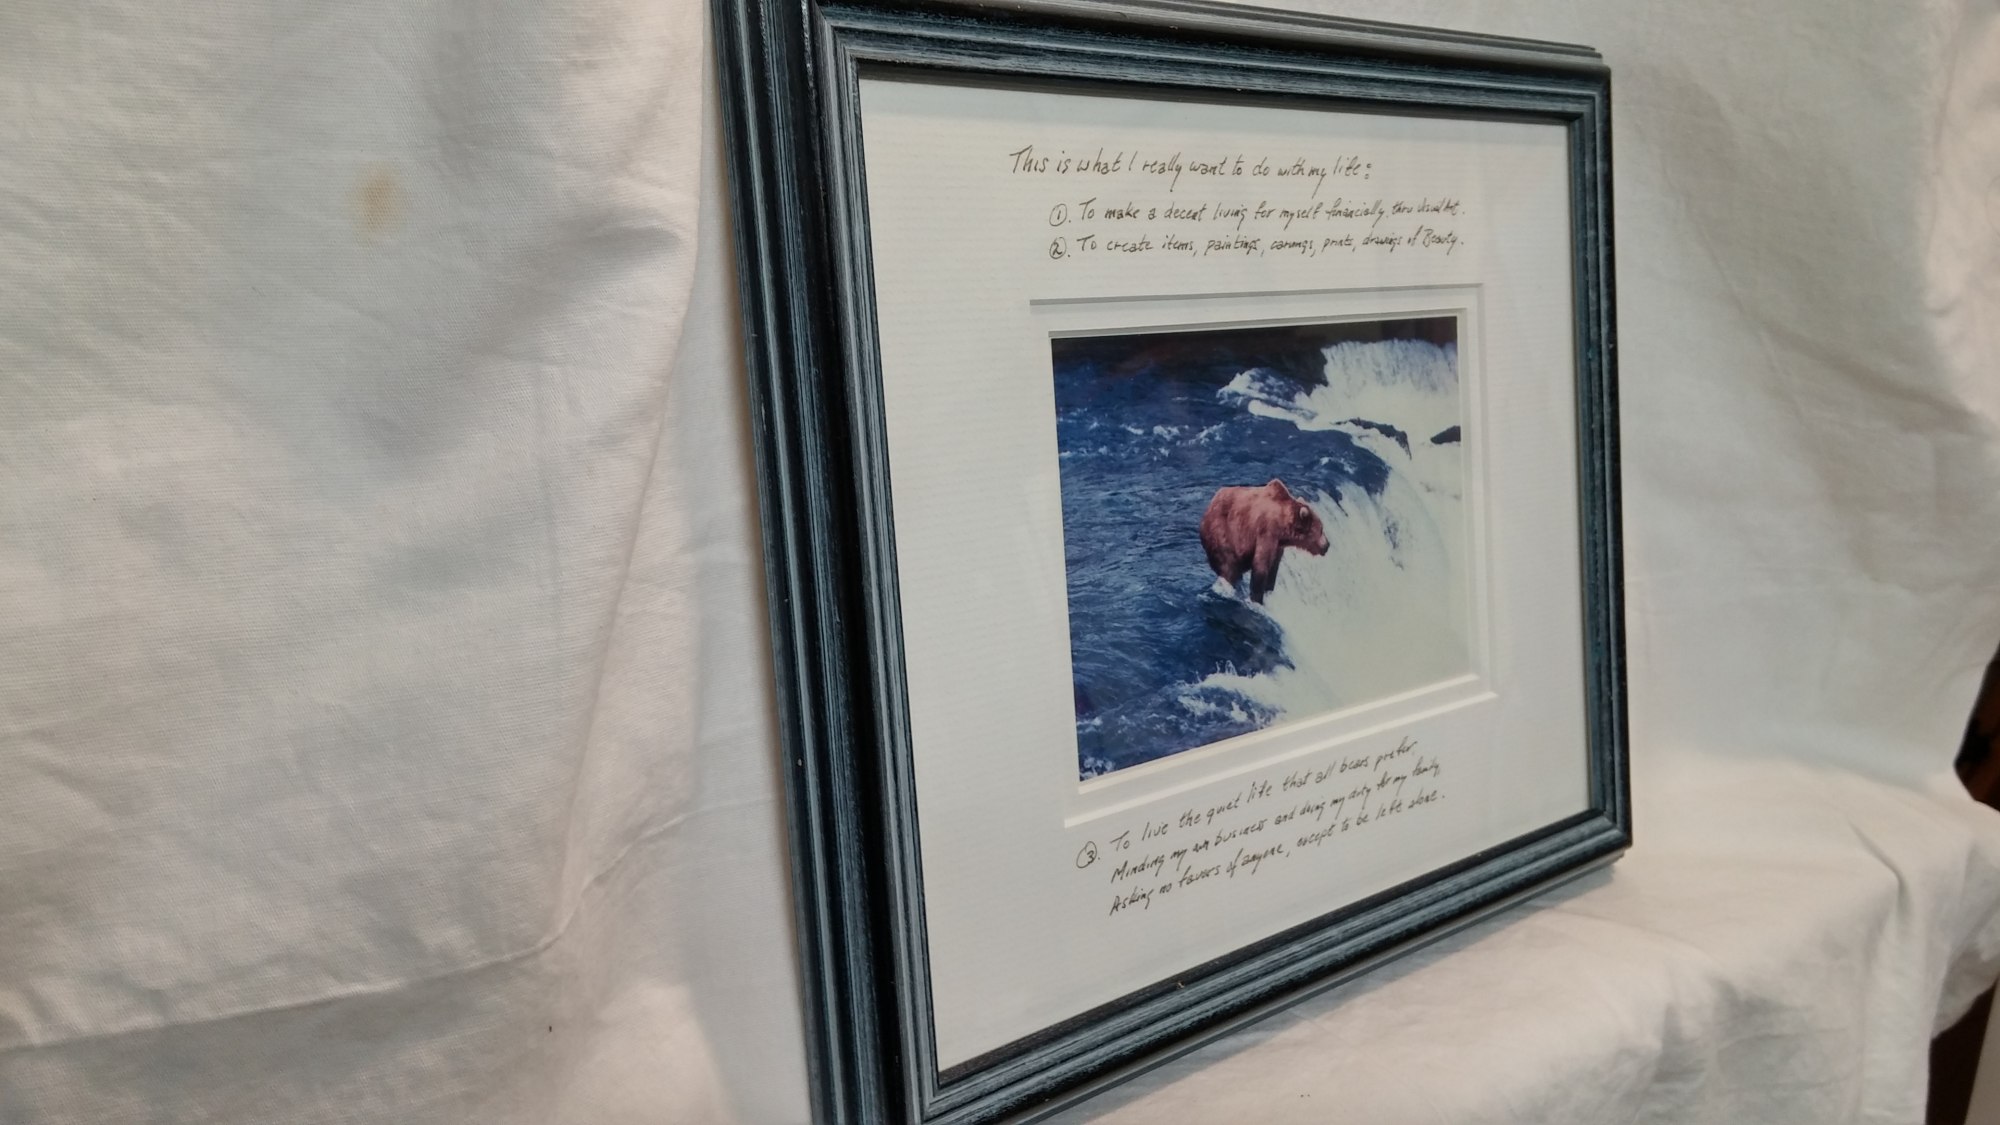 This is what I really want to do with my life:
①. To make a decent living for myself financially, thru Visual Art.
②. To create items, paintings, carvings, prints, drawings of Beauty.
③. To live the quiet life that all bears prefer.
Minding my own business and doing my duty for my family,
Asking no favors of anyone, except to be left alone.